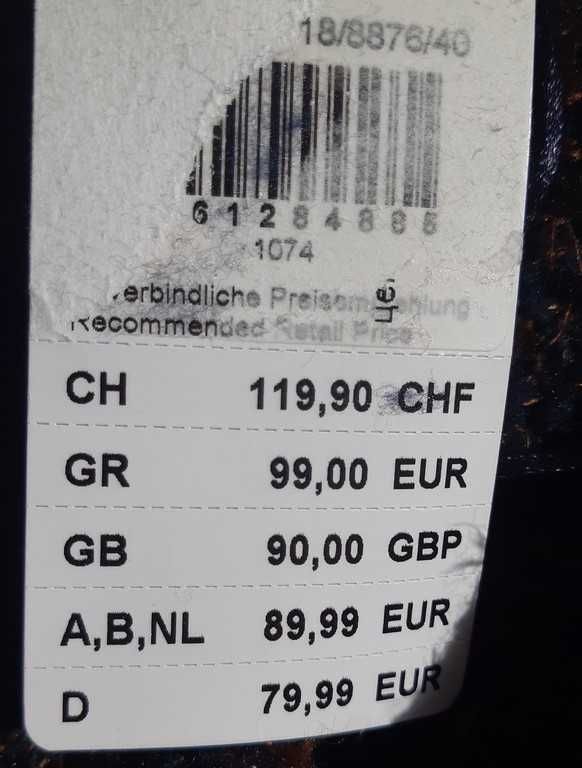 18/8876/40
1074
erbindliche
Recommended Retail Price
CH 119,90 CHF
GR 99,00 EUR
GB 90,00 GBP
A,B,NL 89,99 EUR
D 79,99 EUR